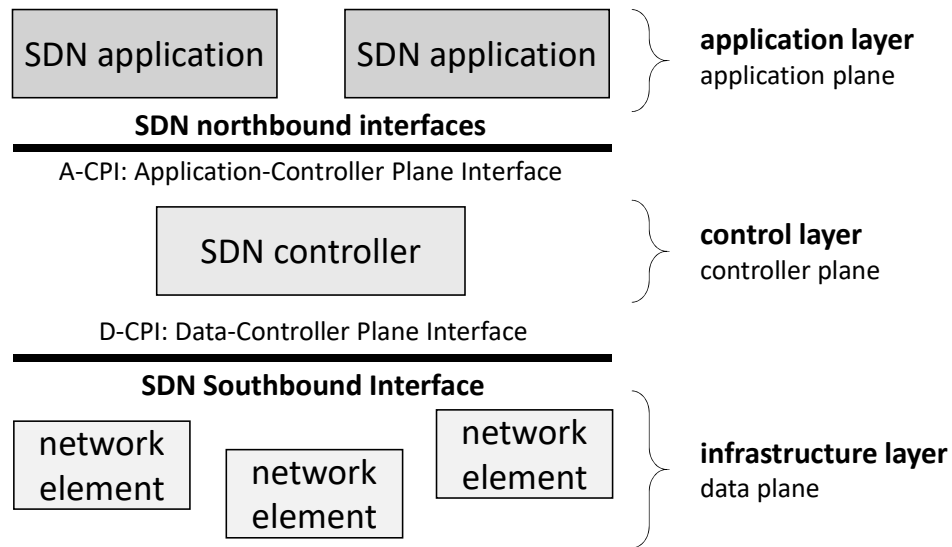 SDN application
SDN application
application layer
application plane
SDN northbound interfaces
A-CPI: Application-Controller Plane Interface
SDN controller
control layer
controller plane
D-CPI: Data-Controller Plane Interface
SDN Southbound Interface
network
element
network
element
network
element
infrastructure layer
data plane